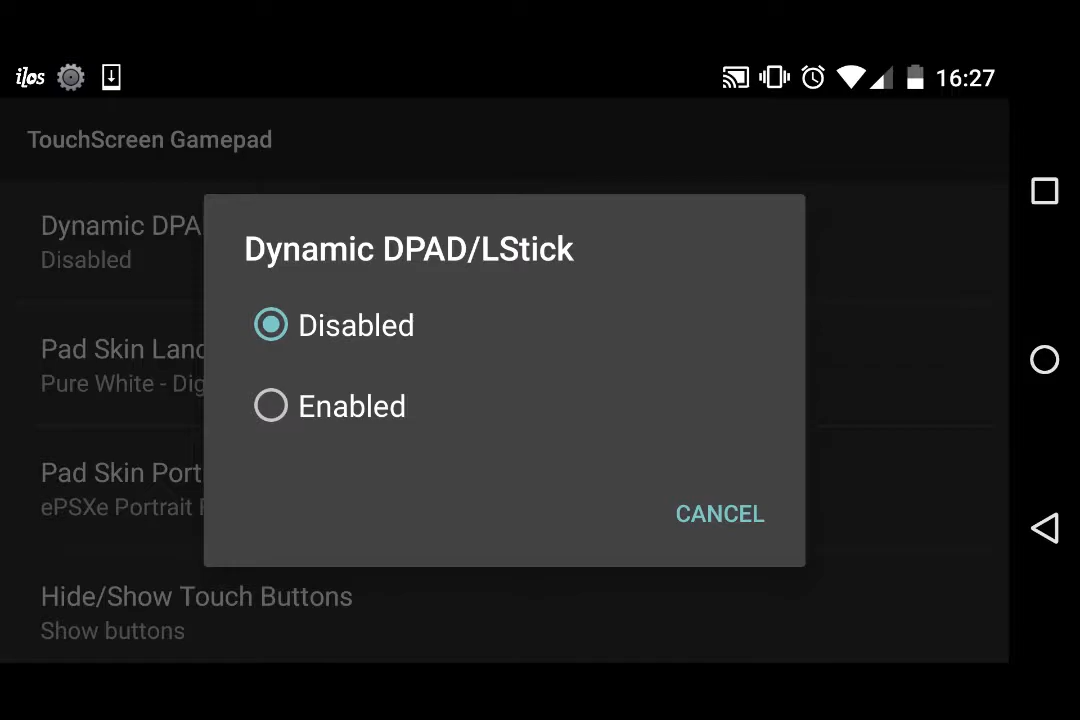 ilos
16:27
TouchScreen Gamepad
Dynamic DPA
Disabled
Dynamic DPAD/LStick
Disabled
Enabled
CANCEL
Pad Skin Land
Pure White - Dig
Pad Skin Port
ePSXe Portrait
Hide/Show Touch Buttons
Show buttons